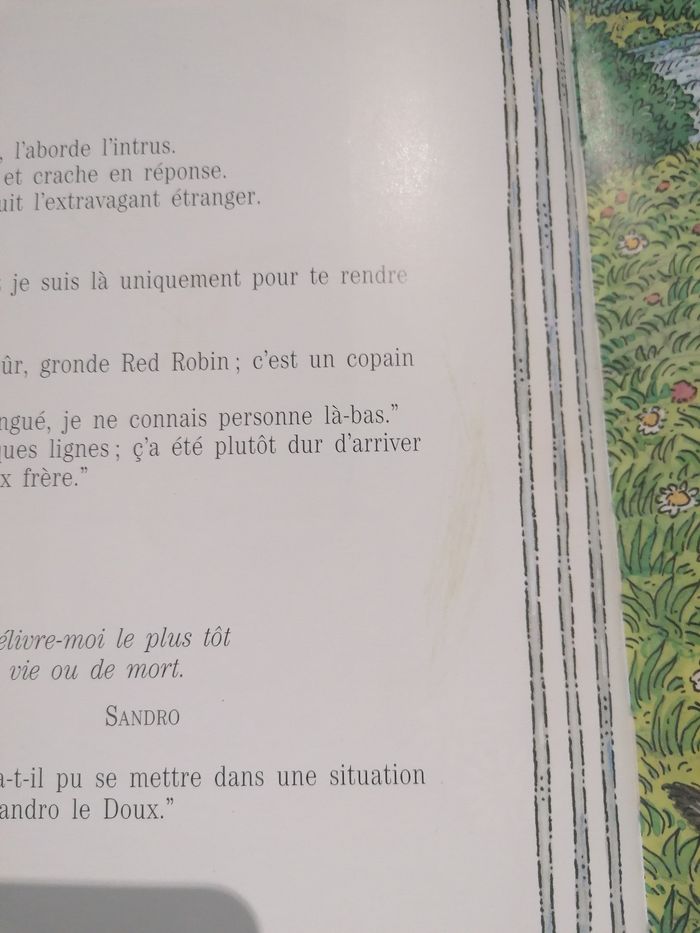 , l'aborde l'intrus.
et crache en réponse.
uit l'extravagant étranger.
je suis là uniquement pour te rendre
ûr, gronde Red Robin ; c'est un copain
ngué, je ne connais personne là-bas."
ques lignes ; ç'a été plutôt dur d'arriver
x frère."
élivre-moi le plus tôt
vie ou de mort.
SANDRO
a-t-il pu se mettre dans une situation
andro le Doux."